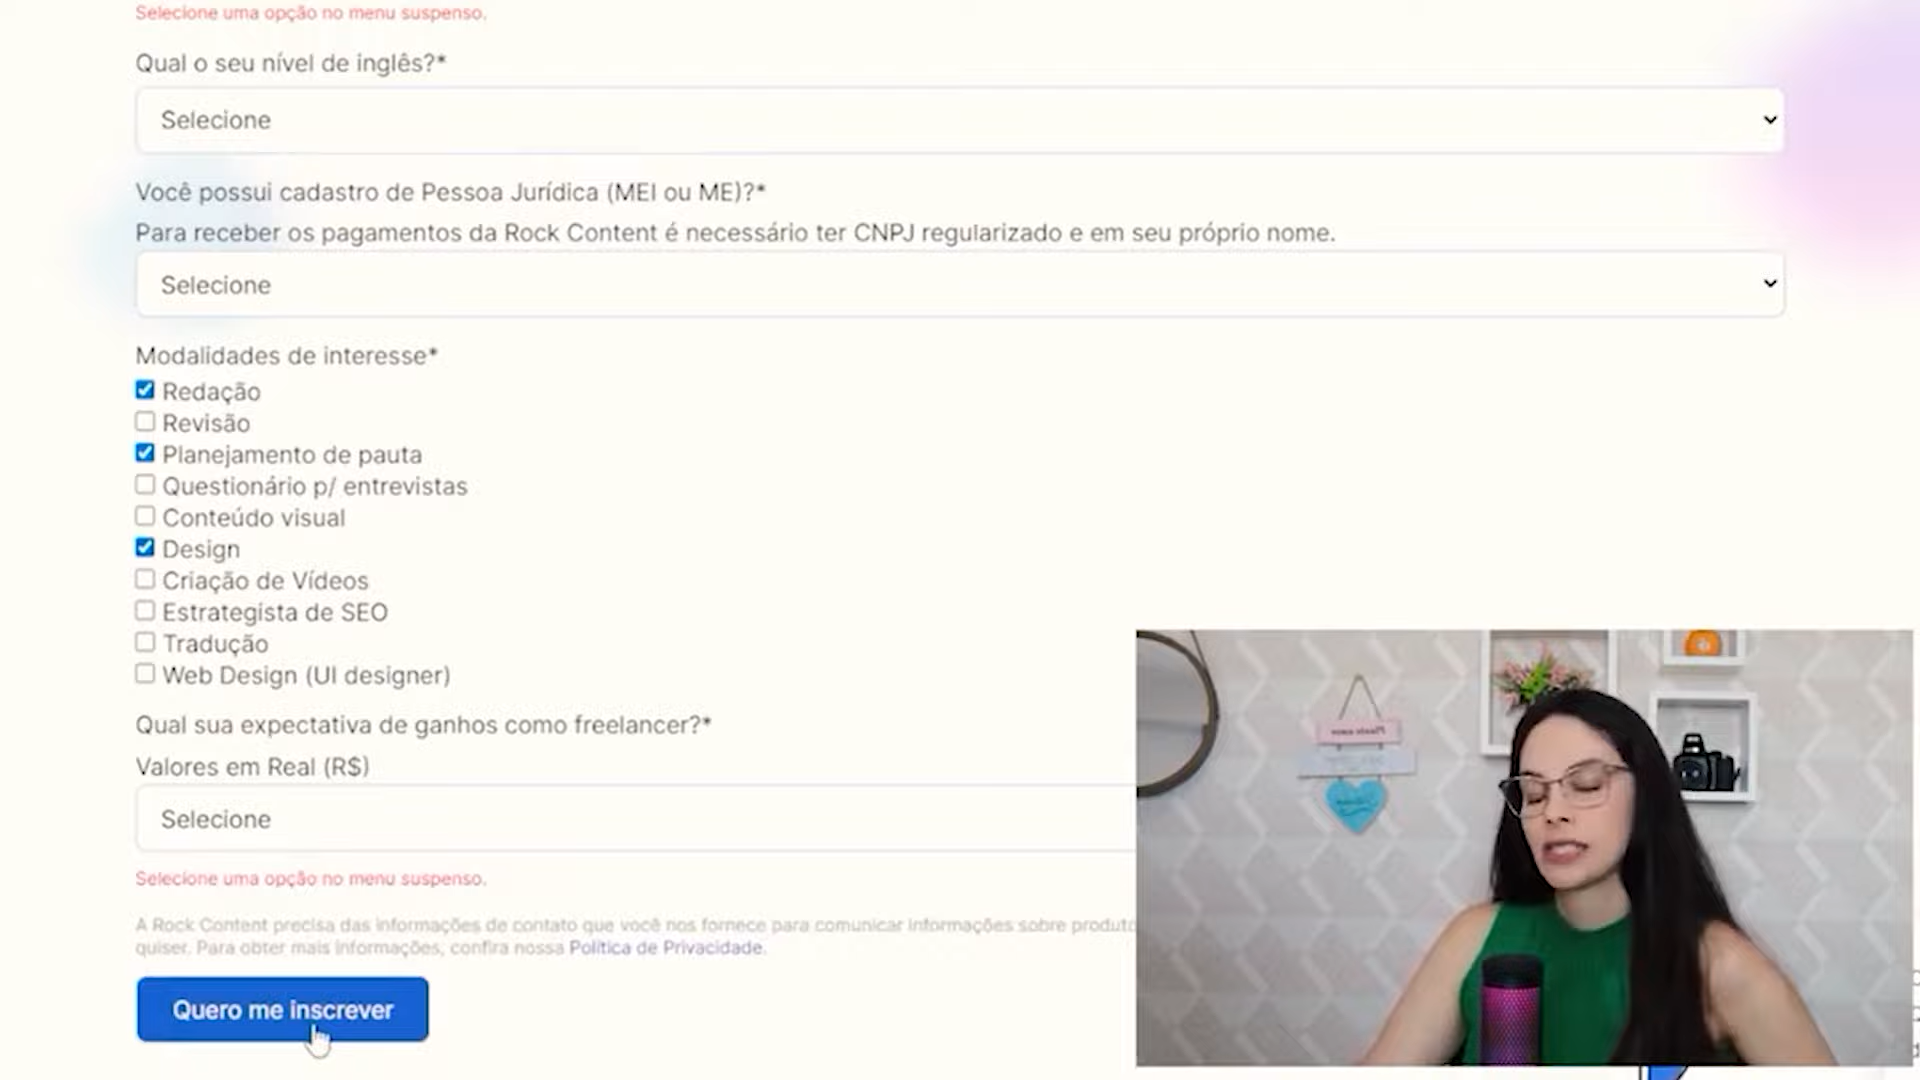 Selecione uma opção no menu suspenso.
Qual o seu nível de inglês?*
Selecione
Você possui cadastro de Pessoa Jurídica (MEI ou ME)?*
Para receber os pagamentos da Rock Content é necessário ter CNPJ regularizado e em seu próprio nome.
Selecione
Modalidades de interesse*
Redação
Revisão
Planejamento de pauta
Questionário p/ entrevistas
Conteúdo visual
Design
Criação de Vídeos
Estrategista de SEO
Tradução
Web Design (UI designer)
Qual sua expectativa de ganhos como freelancer?*
Valores em Real (R$)
Selecione
Selecione uma opção no menu suspenso.
A Rock Content precisa das informações de contato que você nos fornece para comunicar informações sobre
quiser. Para obter mais informações, confira nossa Política de Privacidade.
Quero me inscrever